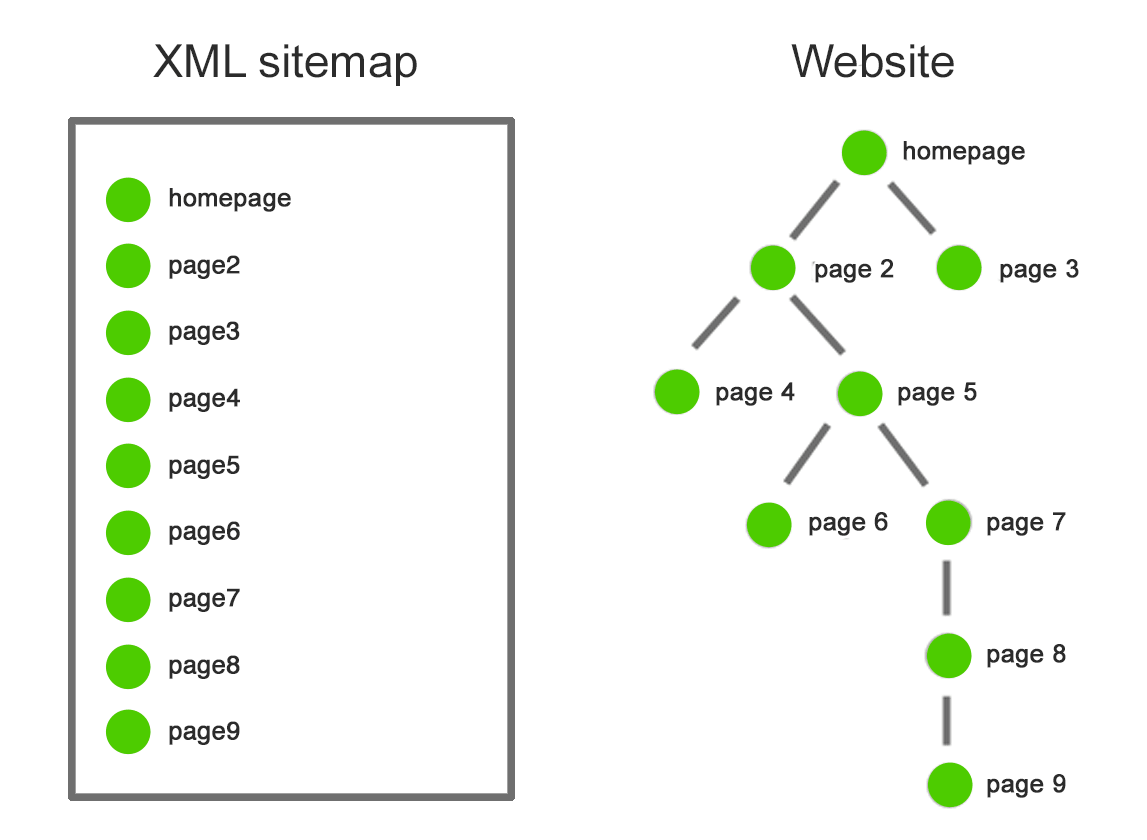 XML sitemap
homepage
page2
page3
page4
page5
page6
page7
page8
page9
Website
homepage
page 2
page 3
page 4
page 5
page 6
page 7
page 8
page 9